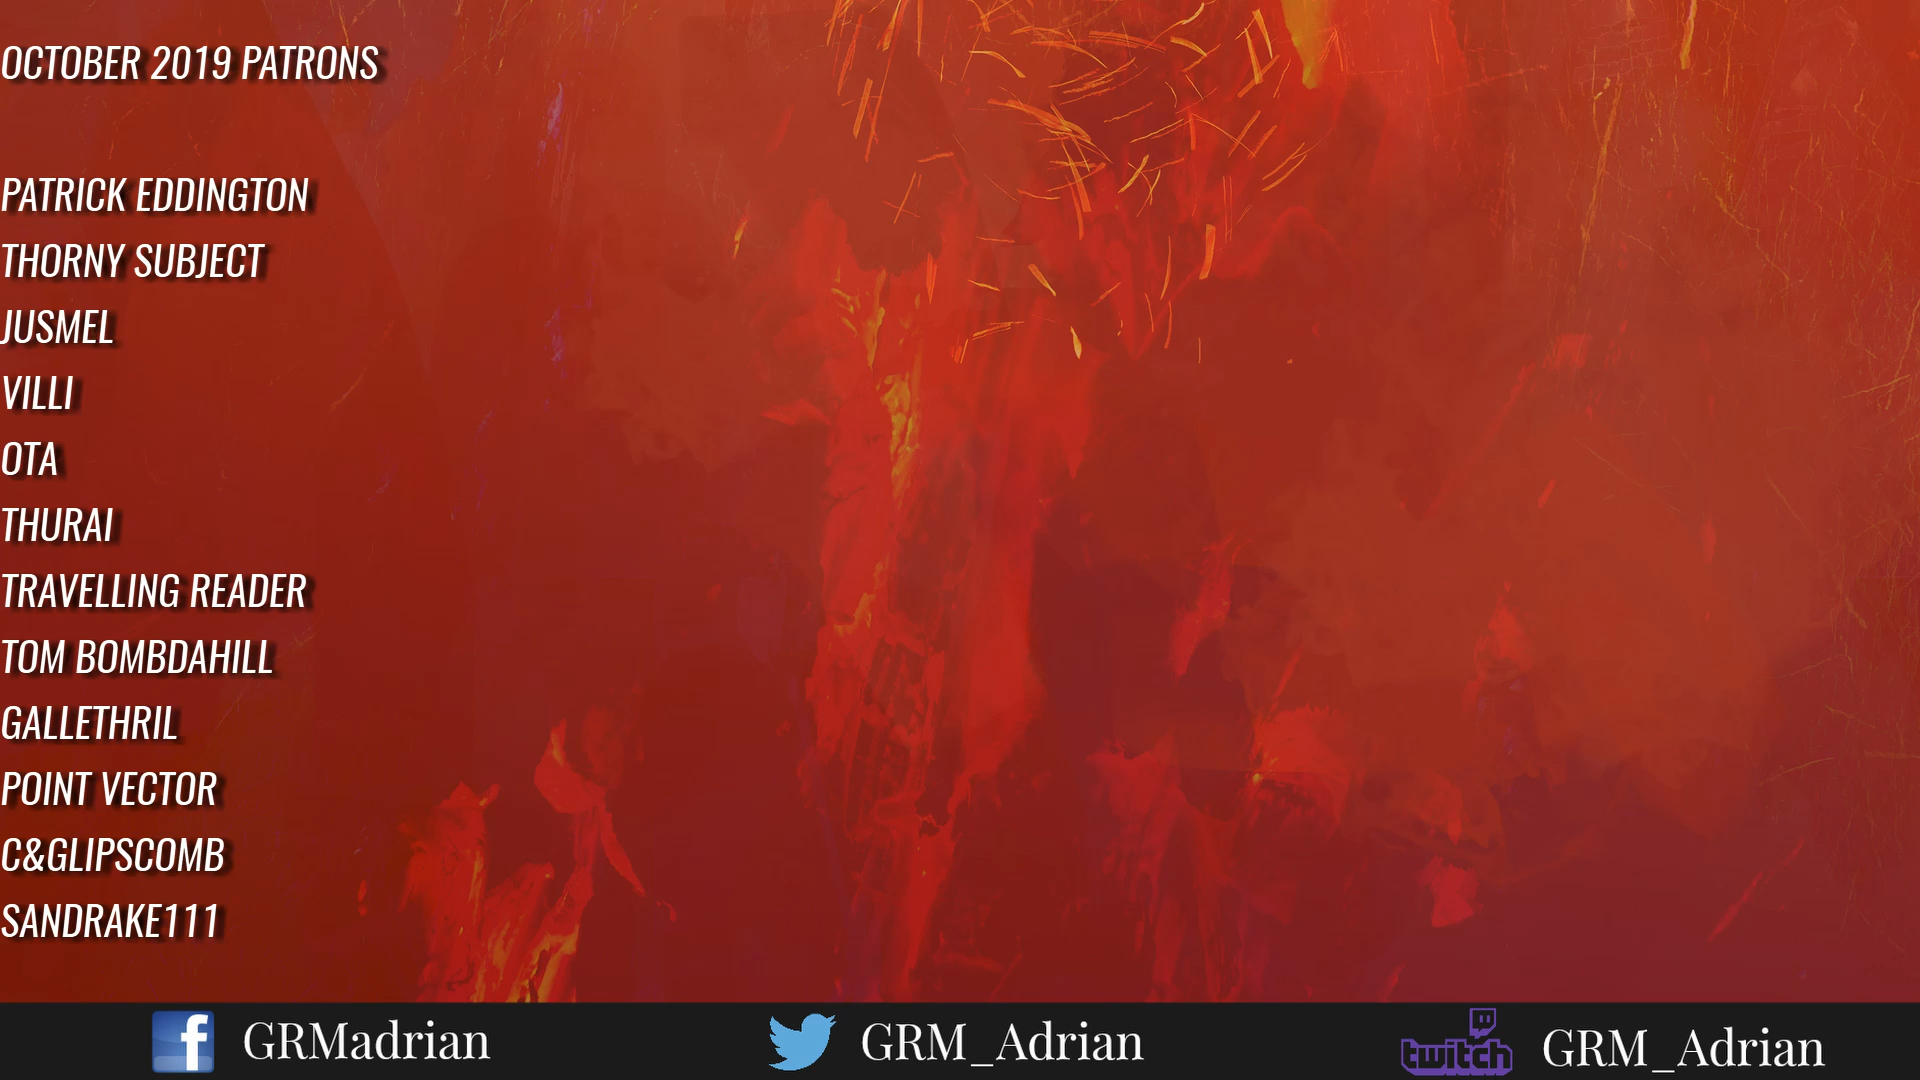 OCTOBER 2019 PATRONS
PATRICK EDDINGTON
THORNY SUBJECT
JUSMEL
VILLI
OTA
THURAI
TRAVELLING READER
TOM BOMBDAHILL
GALLETHRIL
POINT VECTOR
C&GLIPSCOMB
SANDRAKE111
f GRMadrian
GRM_Adrian
twitch GRM_Adrian